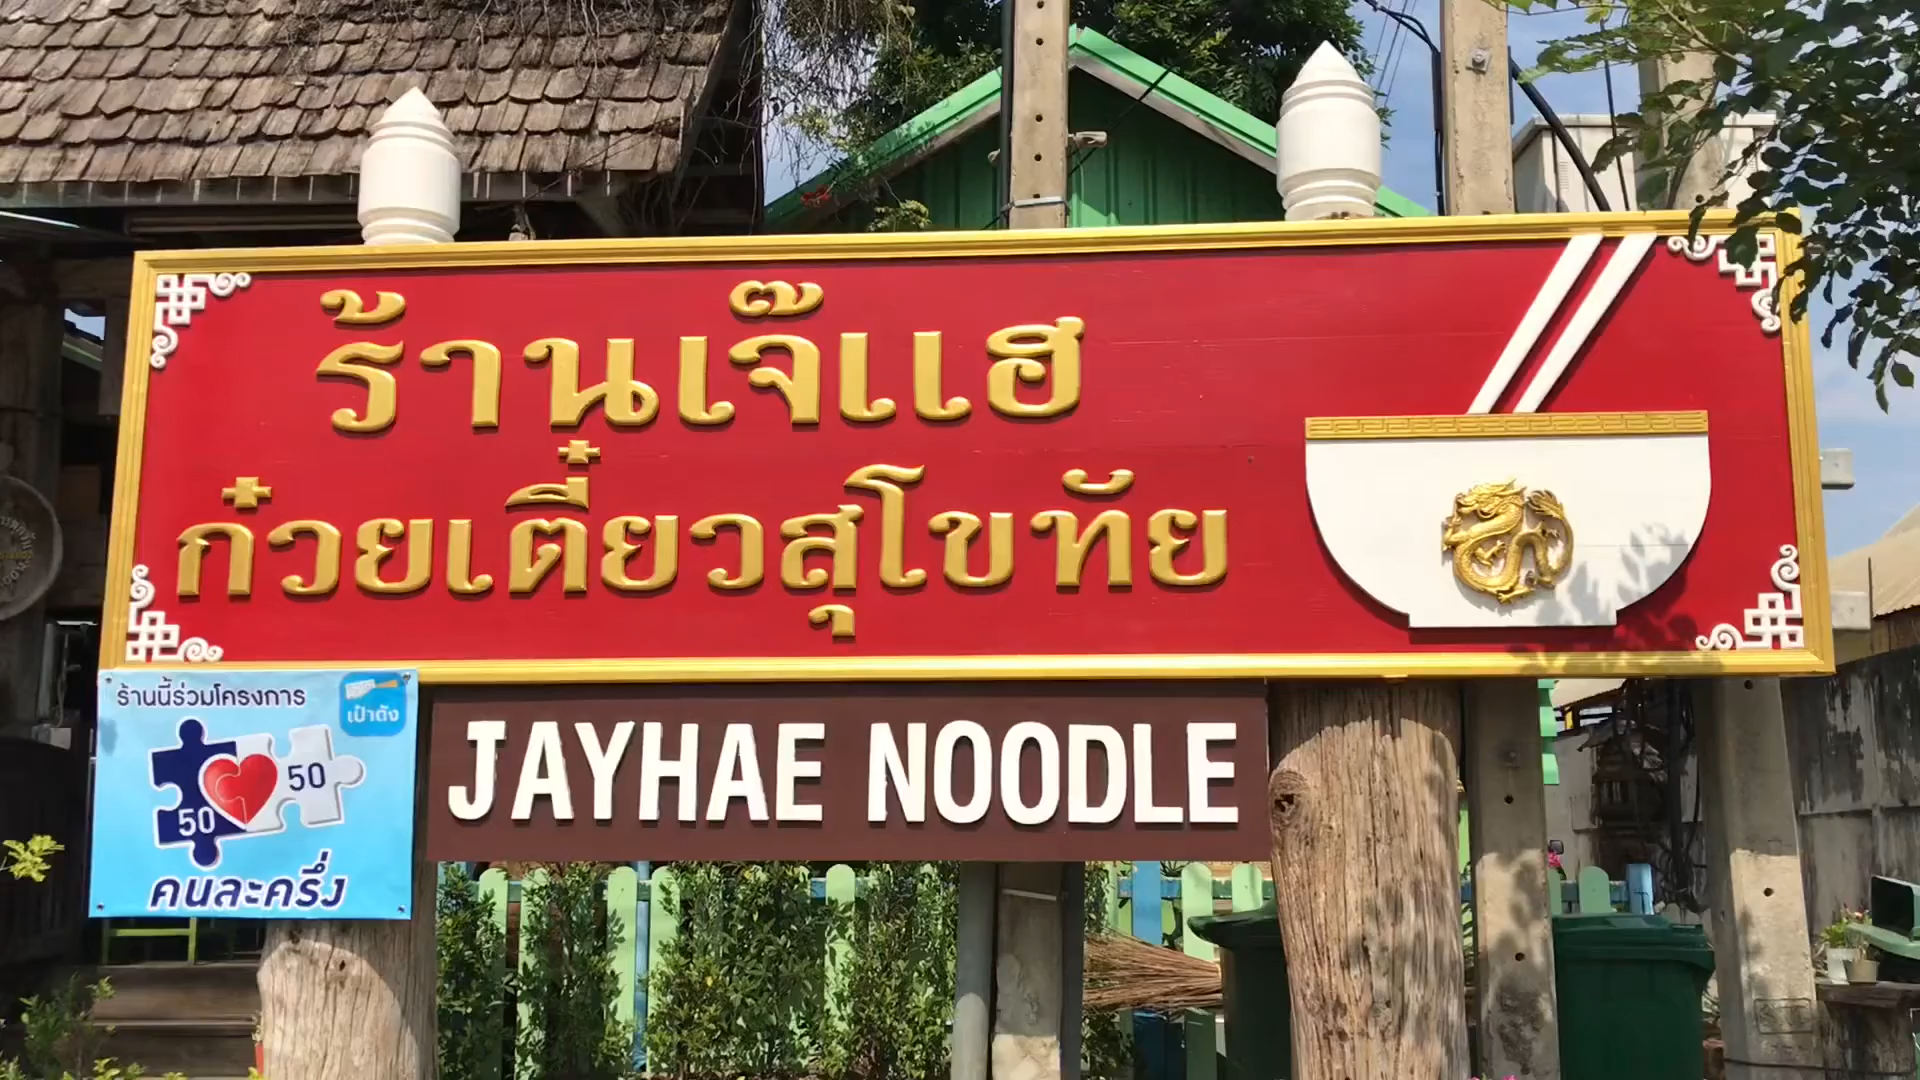 ร้านเจ๊แฮ
ก๋วยเตี๋ยวสุโขทัย
ร้านนี้ร่วมโครงการ
เป๋าตัง
50
50
คนละครึ่ง
JAYHAE NOODLE